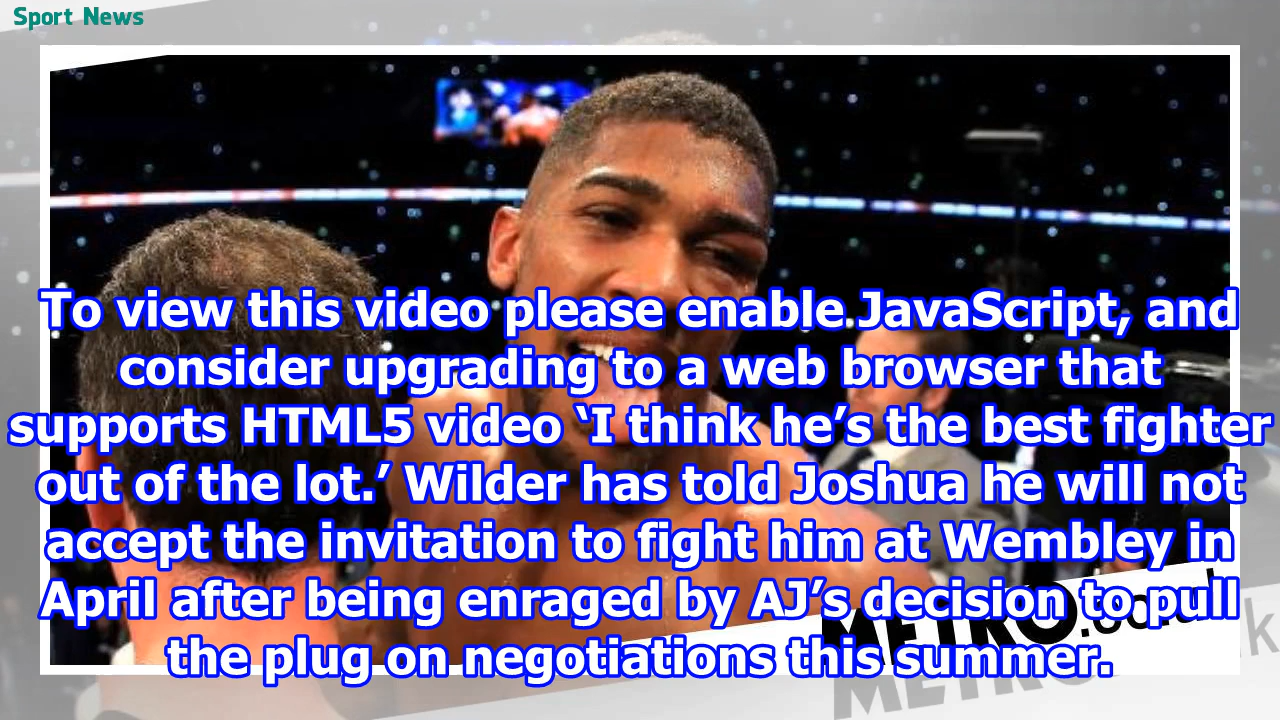 Sport News
To view this video please enable JavaScript, and
consider upgrading to a web browser that
supports HTML5 video ‘I think he’s the best fighter
out of the lot.’ Wilder has told Joshua he will not
accept the invitation to fight him at Wembley in
April after being enraged by AJ’s decision to pull
the plug on negotiations this summer.
METRO